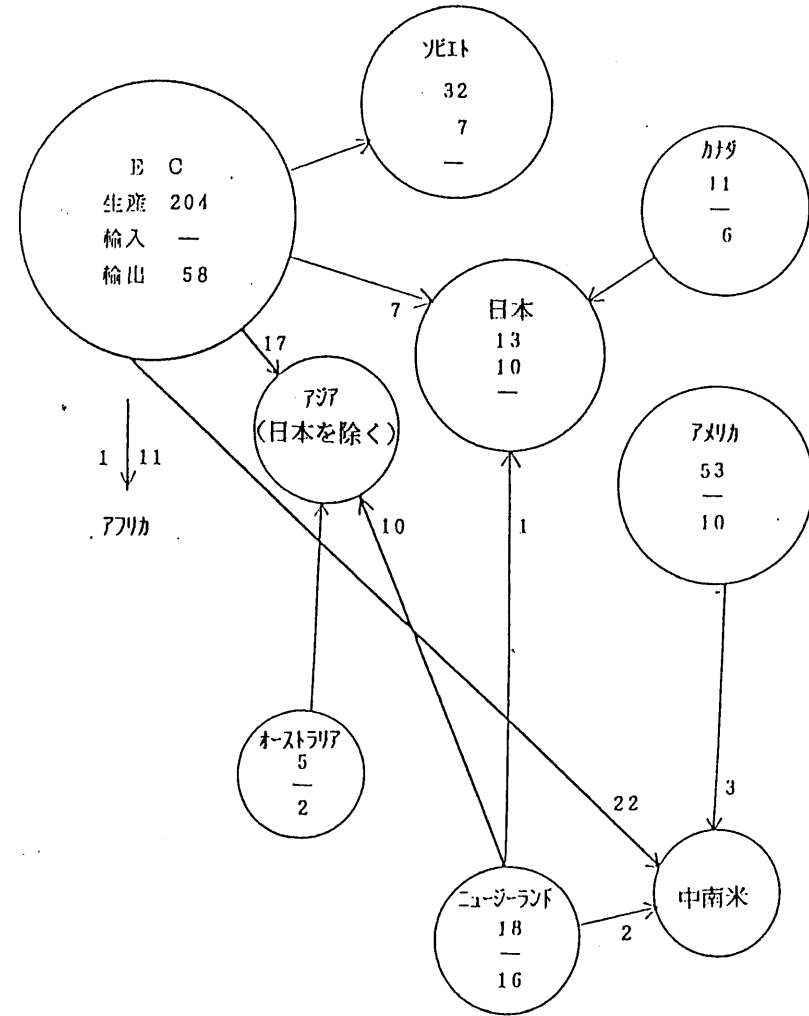 ソビエト
32
7
—
E C
生産 204
輸入 —
輸出 58
カナダ
11
—
6
7
日本
13
10
—
17
アジア
(日本を除く)
アメリカ
53
—
10
1 11
アフリカ
10
1
オーストラリア
5
—
2
22
3
ニュージーランド
18
—
16
2
中南米